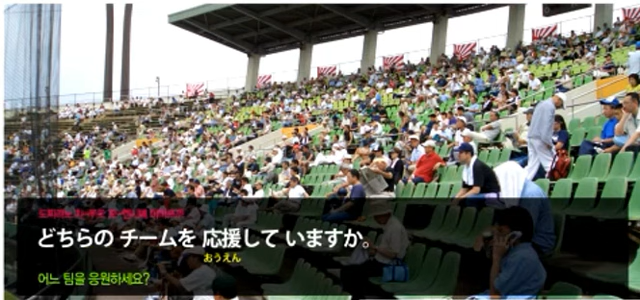 どちらの チームを 応援して いますか。
おうえん
어느 팀을 응원하세요?